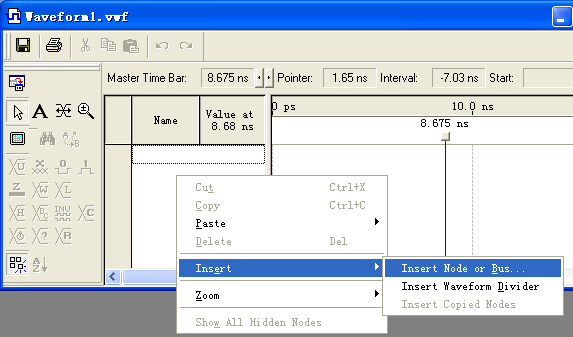 Waveform1.vwf
Master Time Bar: 8.675 ns Pointer: 1.65 ns Interval: -7.03 ns Start:
A
Name
Value at
8.68 ns
0 ps
10.0 ns
8.675 ns
Cut Ctrl+X
Copy Ctrl+C
Paste
Delete Del
Insert
Zoom
Show All Hidden Nodes
Insert Node or Bus...
Insert Waveform Divider
Insert Copied Nodes